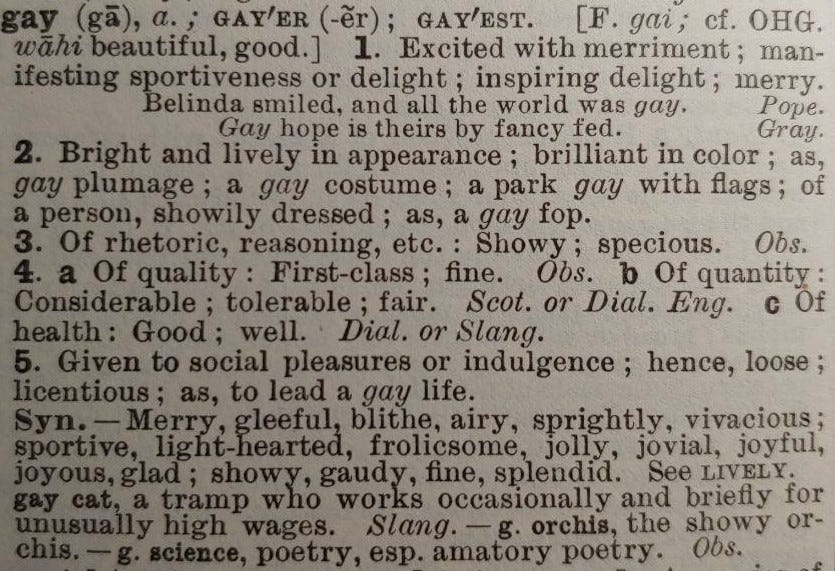 gay (gā), a.; GAY′ER (-ẽr); GAY′EST. [F. gai; cf. OHG.
wāhi beautiful, good.] 1. Excited with merriment; man-
ifesting sportiveness or delight; inspiring delight; merry.
Belinda smiled, and all the world was gay. Pope.
Gay hope is theirs by fancy fed. Gray.
2. Bright and lively in appearance; brilliant in color; as,
gay plumage; a gay costume; a park gay with flags; of
a person, showily dressed; as, a gay fop.
3. Of rhetoric, reasoning, etc.: Showy; specious. Obs.
4. a Of quality: First-class; fine. Obs. b Of quantity:
Considerable; tolerable; fair. Scot. or Dial. Eng. c Of
health: Good; well. Dial. or Slang.
5. Given to social pleasures or indulgence; hence, loose;
licentious; as, to lead a gay life.
Syn. — Merry, gleeful, blithe, airy, sprightly, vivacious;
sportive, light-hearted, frolicsome, jolly, jovial, joyful,
joyous, glad; showy, gaudy, fine, splendid. See LIVELY.
gay cat, a tramp who works occasionally and briefly for
unusually high wages. Slang. — g. orchis, the showy or-
chis. — g. science, poetry, esp. amatory poetry. Obs.